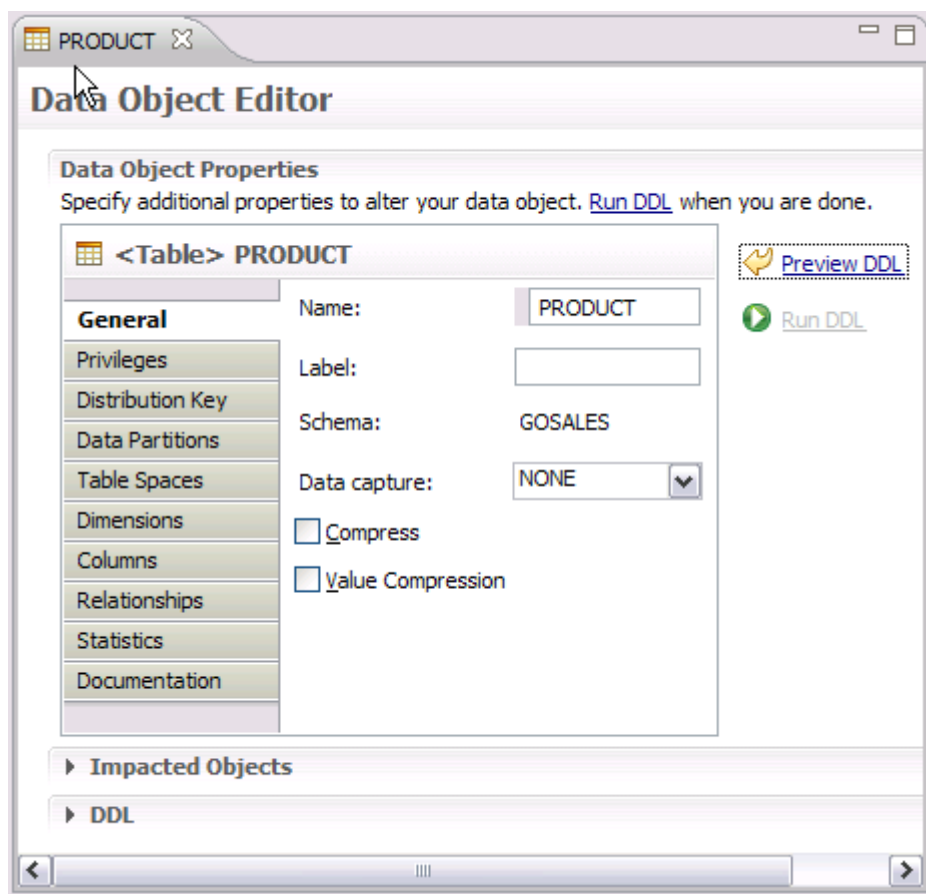 PRODUCT
Data Object Editor
Data Object Properties
Specify additional properties to alter your data object. Run DDL when you are done.
<Table> PRODUCT
Preview DDL
Run DDL
General
Privileges
Distribution Key
Data Partitions
Table Spaces
Dimensions
Columns
Relationships
Statistics
Documentation
Name: PRODUCT
Label:
Schema: GOSALES
Data capture: NONE
Compress
Value Compression
Impacted Objects
DDL